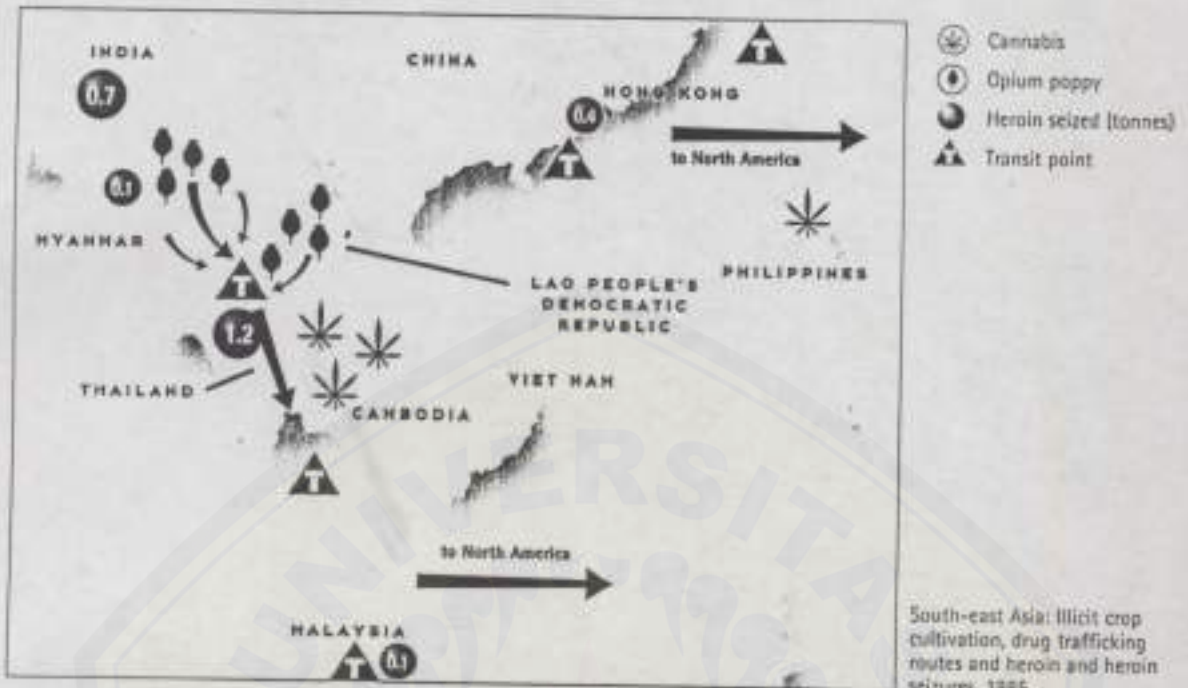 INDIA
0.7
CHINA
HONG KONG
0.4
T
T
to North America
0.1
MYANMAR
T
PHILIPPINES
LAO PEOPLE'S
DEMOCRATIC
REPUBLIC
1.2
THAILAND
VIET NAM
CAMBODIA
T
to North America
MALAYSIA
T
0.1
Cannabis
Opium poppy
Heroin seized (tonnes)
T
Transit point
South-east Asia: Illicit crop
cultivation, drug trafficking
routes and heroin and heroin
UNIVERSITAS